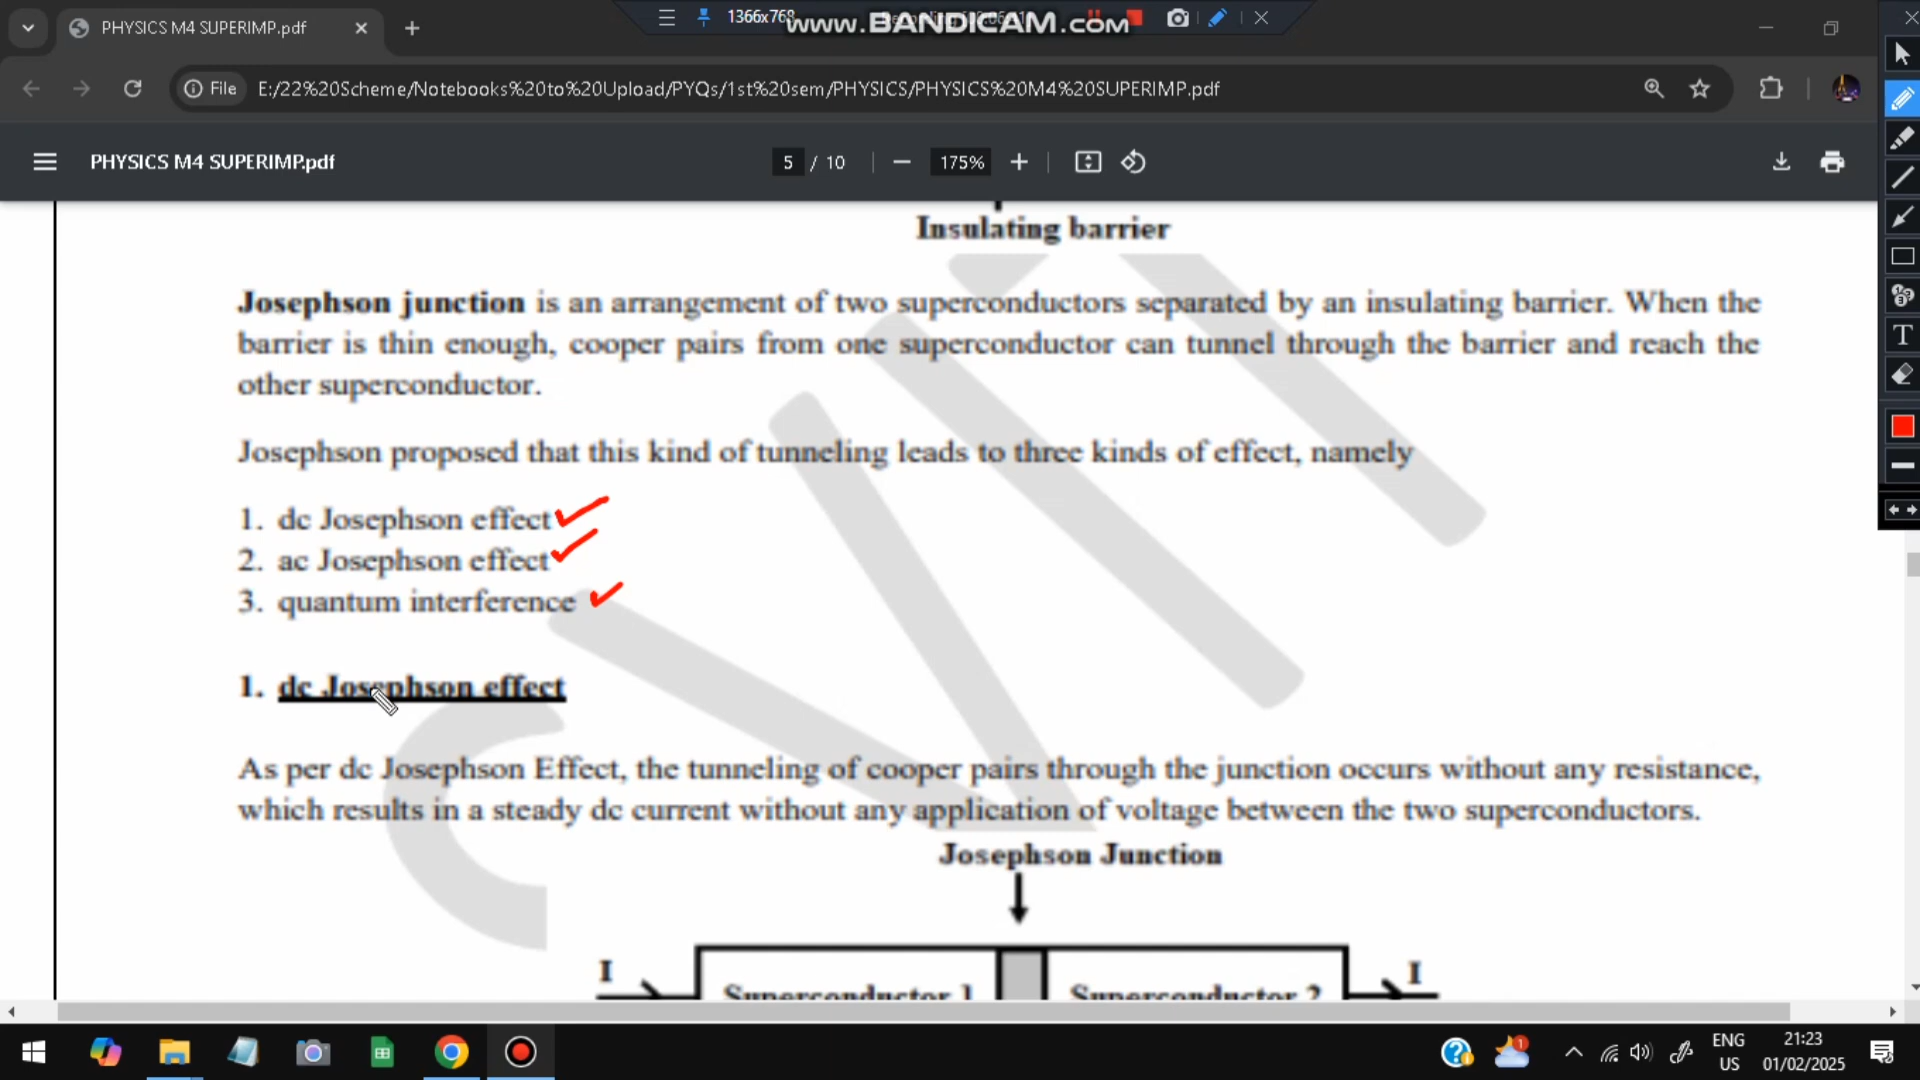 PHYSICS M4 SUPERIMP.pdf
1366x768
www.BANDICAM.com
File
E:/22%20Scheme/Notebooks%20to%20Upload/PYQs/1st%20sem/PHYSICS/PHYSICS%20M4%20SUPERIMP.pdf
PHYSICS M4 SUPERIMP.pdf
5 / 10
175%
Insulating barrier
Josephson junction is an arrangement of two superconductors separated by an insulating barrier. When the
barrier is thin enough, cooper pairs from one superconductor can tunnel through the barrier and reach the
other superconductor.
Josephson proposed that this kind of tunneling leads to three kinds of effect, namely
1. dc Josephson effect
2. ac Josephson effect
3. quantum interference
1. dc Josephson effect
As per dc Josephson Effect, the tunneling of cooper pairs through the junction occurs without any resistance,
which results in a steady dc current without any application of voltage between the two superconductors.
Josephson Junction
I
I
Superconductor 1
Superconductor 2
T
ENG
US
21:23
01/02/2025